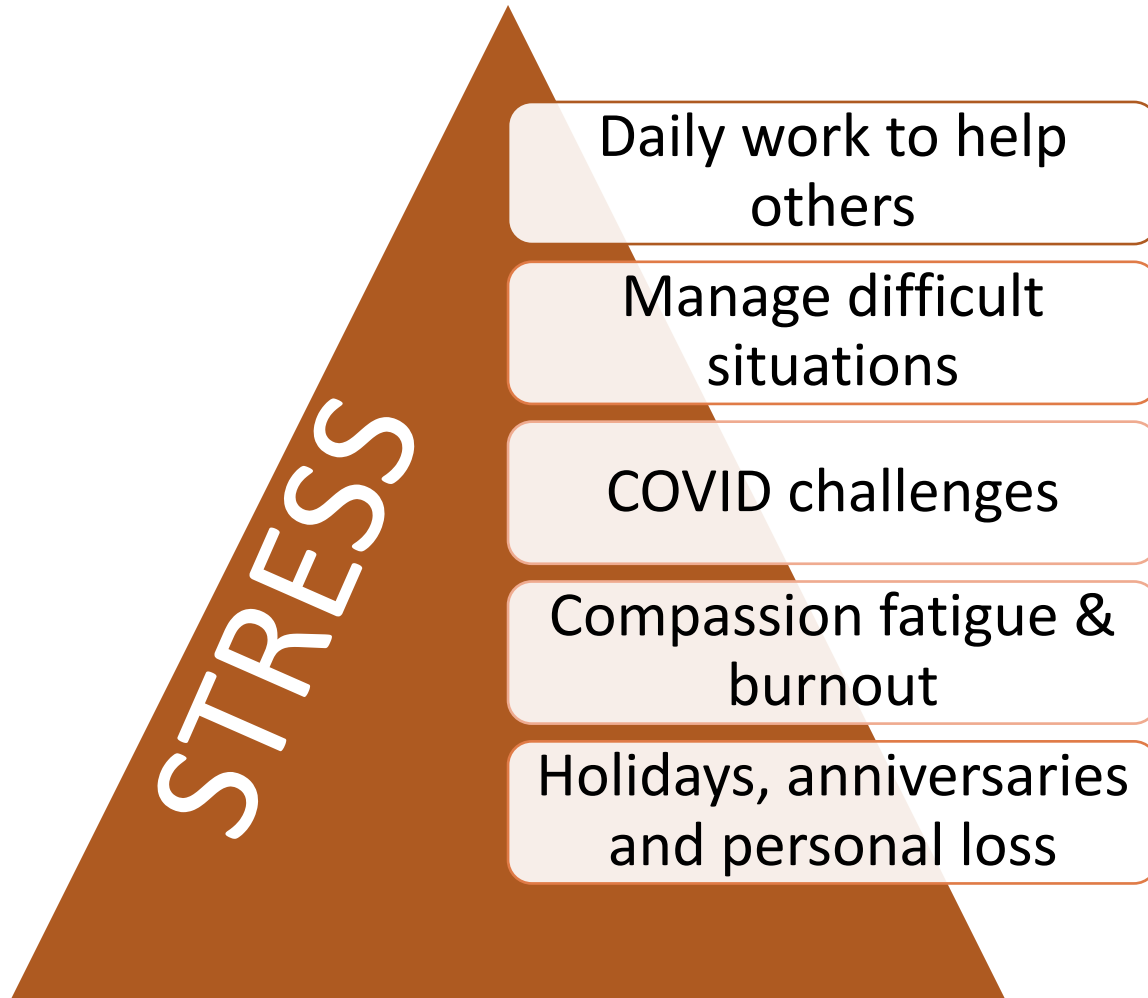 STRESS
Daily work to help
others
Manage difficult
situations
COVID challenges
Compassion fatigue &
burnout
Holidays, anniversaries
and personal loss